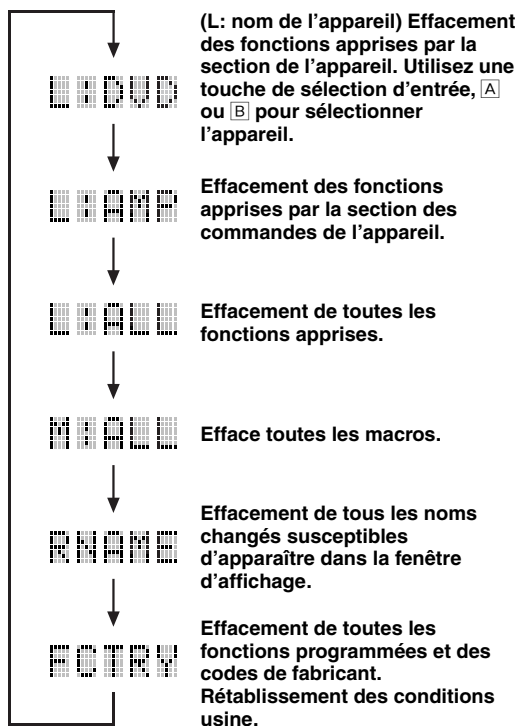 (L: nom de l'appareil) Effacement
des fonctions apprises par la
section de l'appareil. Utilisez une
touche de sélection d'entrée, A
ou B pour sélectionner
l'appareil.
L:DVD
Effacement des fonctions
apprises par la section des
commandes de l'appareil.
L:AMP
Effacement de toutes les
fonctions apprises.
L:ALL
Efface toutes les macros.
M:ALL
Effacement de tous les noms
changés susceptibles
d'apparaître dans la fenêtre
d'affichage.
RNAME
Effacement de toutes les
fonctions programmées et des
codes de fabricant.
Rétablissement des conditions
usine.
FCTRY